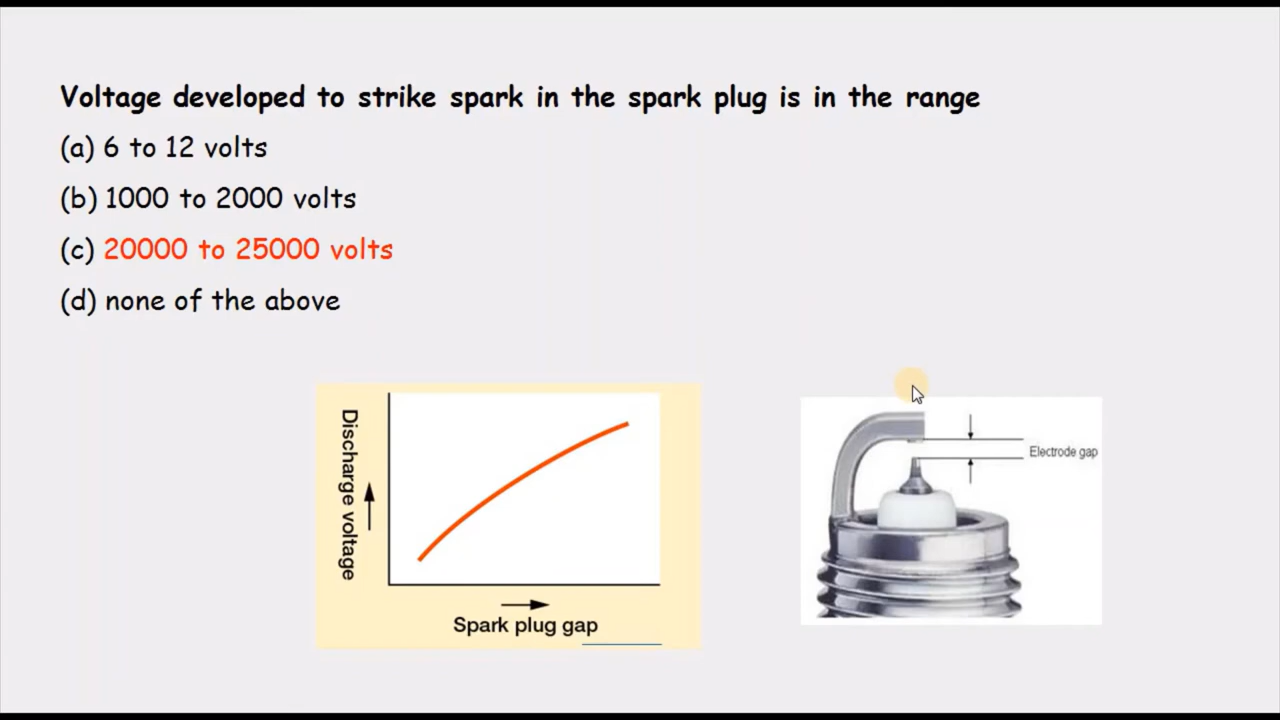 Voltage developed to strike spark in the spark plug is in the range
(a) 6 to 12 volts
(b) 1000 to 2000 volts
(c) 20000 to 25000 volts
(d) none of the above
Discharge voltage
Spark plug gap
Electrode gap